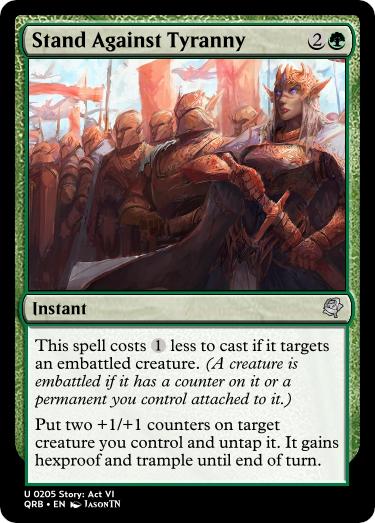 Stand Against Tyranny 2
Instant
This spell costs 1 less to cast if it targets
an embattled creature. (A creature is
embattled if it has a counter on it or a
permanent you control attached to it.)
Put two +1/+1 counters on target
creature you control and untap it. It gains
hexproof and trample until end of turn.
U 0205 Story: Act VI
QRB • EN JASONTN